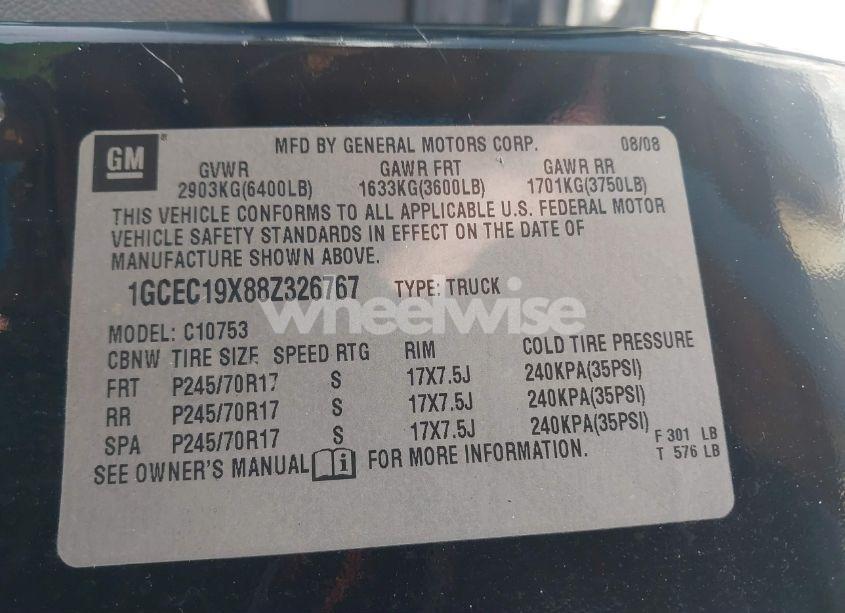 GM ®
MFD BY GENERAL MOTORS CORP. 08/08
GVWR GAWR FRT GAWR RR
2903KG(6400LB) 1633KG(3600LB) 1701KG(3750LB)
THIS VEHICLE CONFORMS TO ALL APPLICABLE U.S. FEDERAL MOTOR
VEHICLE SAFETY STANDARDS IN EFFECT ON THE DATE OF
MANUFACTURE SHOWN ABOVE.
1GCEC19X88Z326767 TYPE: TRUCK
wheelwise
MODEL: C10753
CBNW TIRE SIZE SPEED RTG RIM COLD TIRE PRESSURE
FRT P245/70R17 S 17X7.5J 240KPA(35PSI)
RR P245/70R17 S 17X7.5J 240KPA(35PSI)
SPA P245/70R17 S 17X7.5J 240KPA(35PSI)
SEE OWNER'S MANUAL i FOR MORE INFORMATION.
F 301 LB
T 576 LB